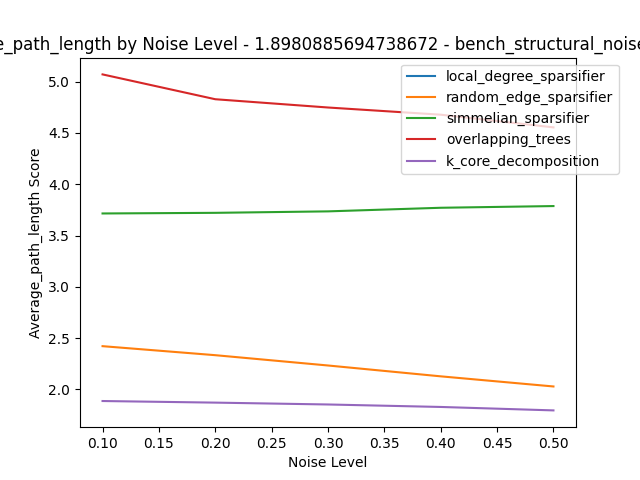 e_path_length by Noise Level - 1.8980885694738672 - bench_structural_noise
local_degree_sparsifier
random_edge_sparsifier
simmelian_sparsifier
overlapping_trees
k_core_decomposition
Average_path_length Score
5.0
4.5
4.0
3.5
3.0
2.5
2.0
0.10 0.15 0.20 0.25 0.30 0.35 0.40 0.45 0.50
Noise Level